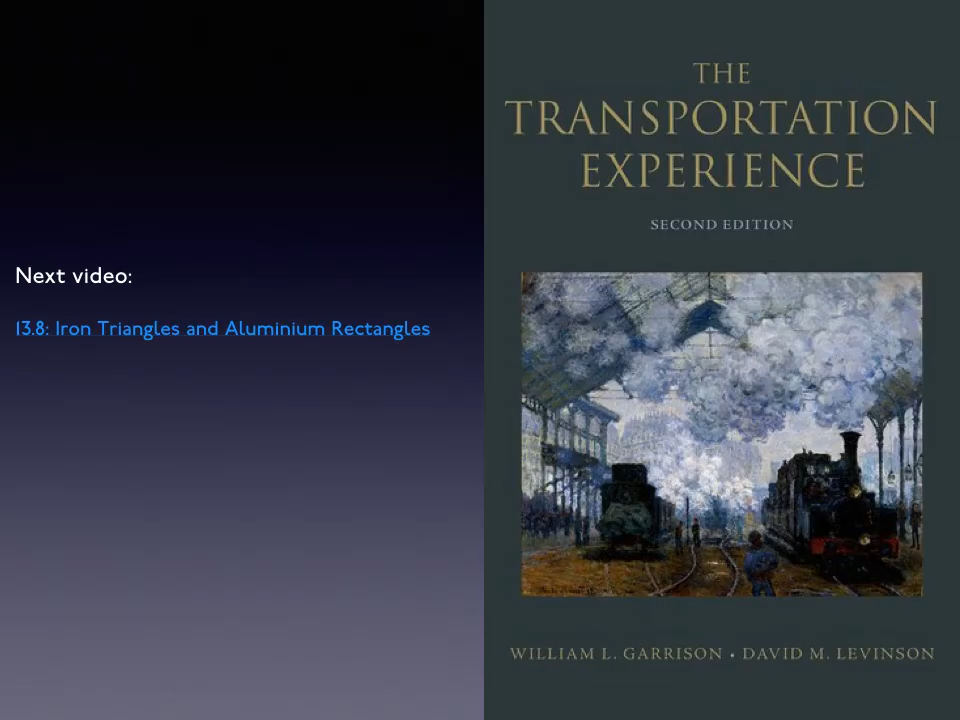 Next video:
13.8: Iron Triangles and Aluminium Rectangles
THE
TRANSPORTATION
EXPERIENCE
SECOND EDITION
WILLIAM L. GARRISON • DAVID M. LEVINSON